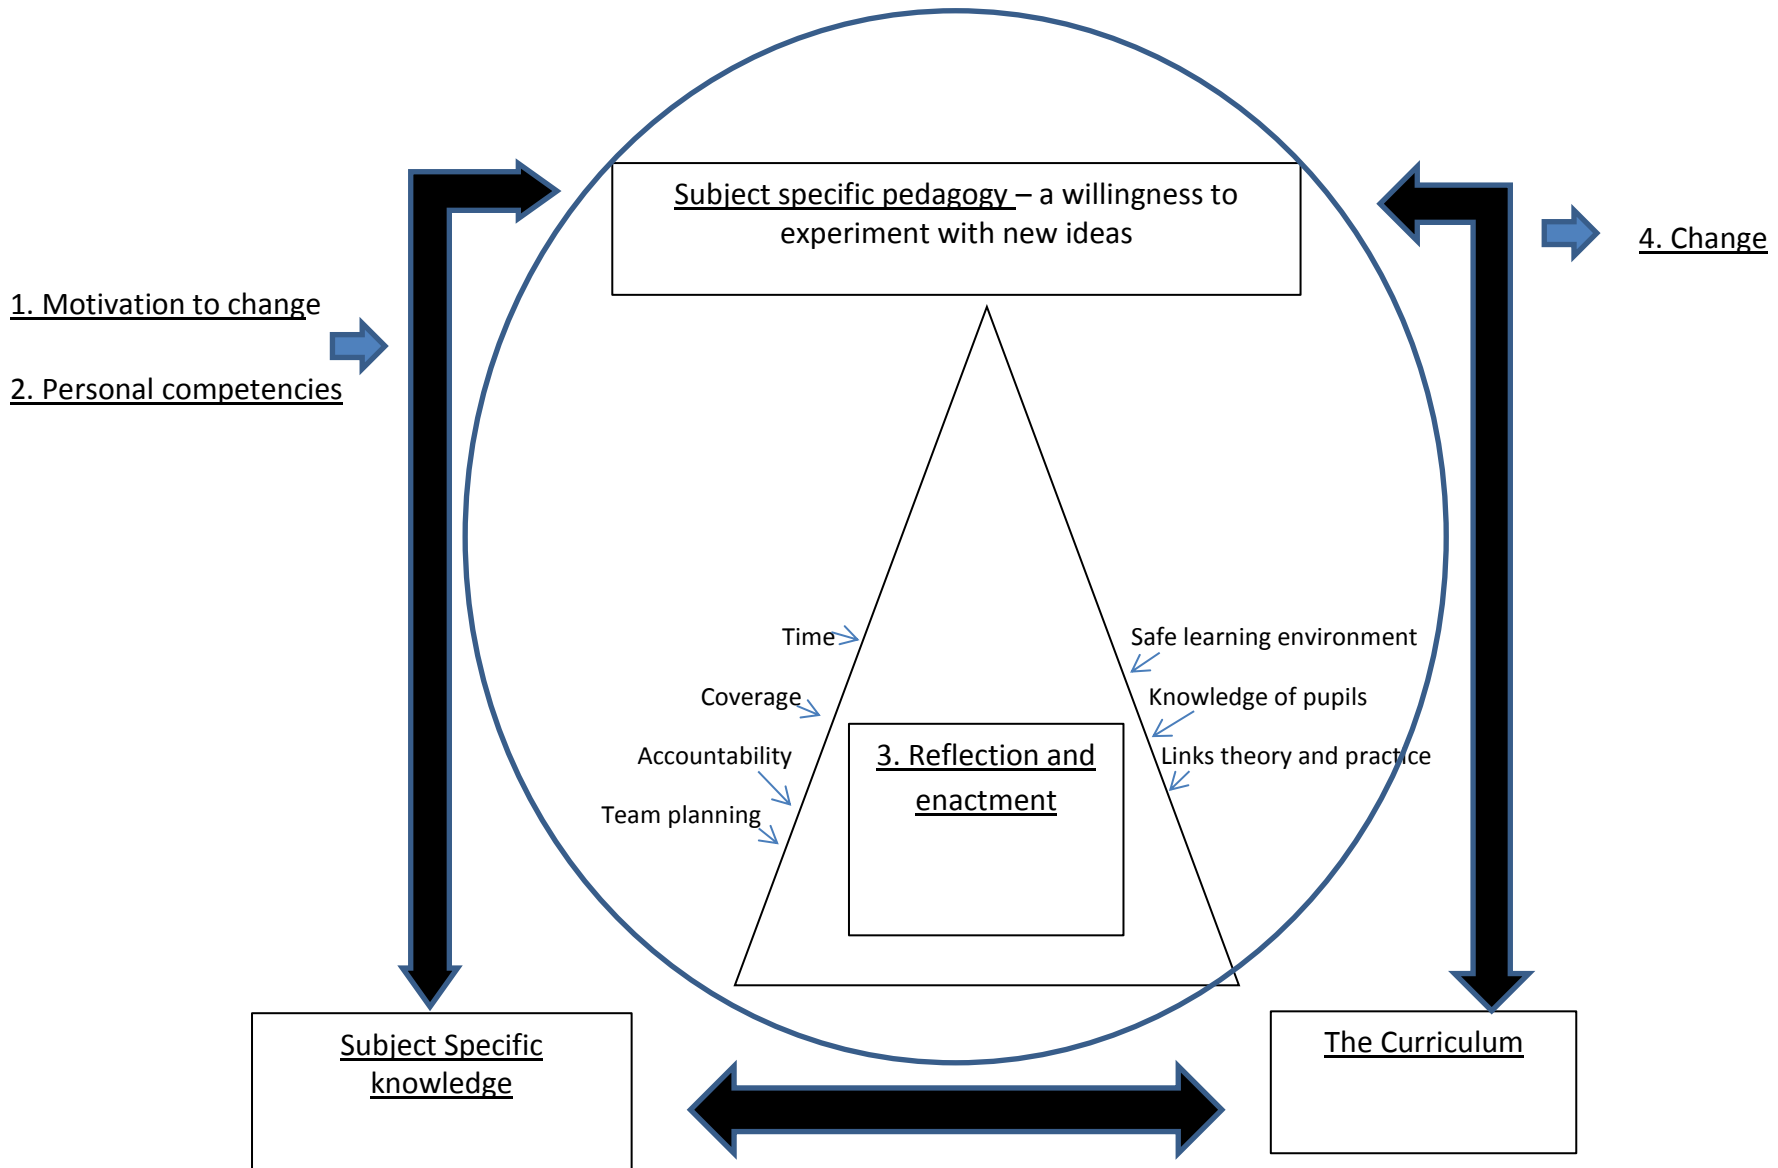 Subject specific pedagogy – a willingness to
experiment with new ideas
4. Change
1. Motivation to change
2. Personal competencies
Time
Coverage
Accountability
Team planning
Safe learning environment
Knowledge of pupils
Links theory and practice
3. Reflection and
enactment
Subject Specific
knowledge
The Curriculum